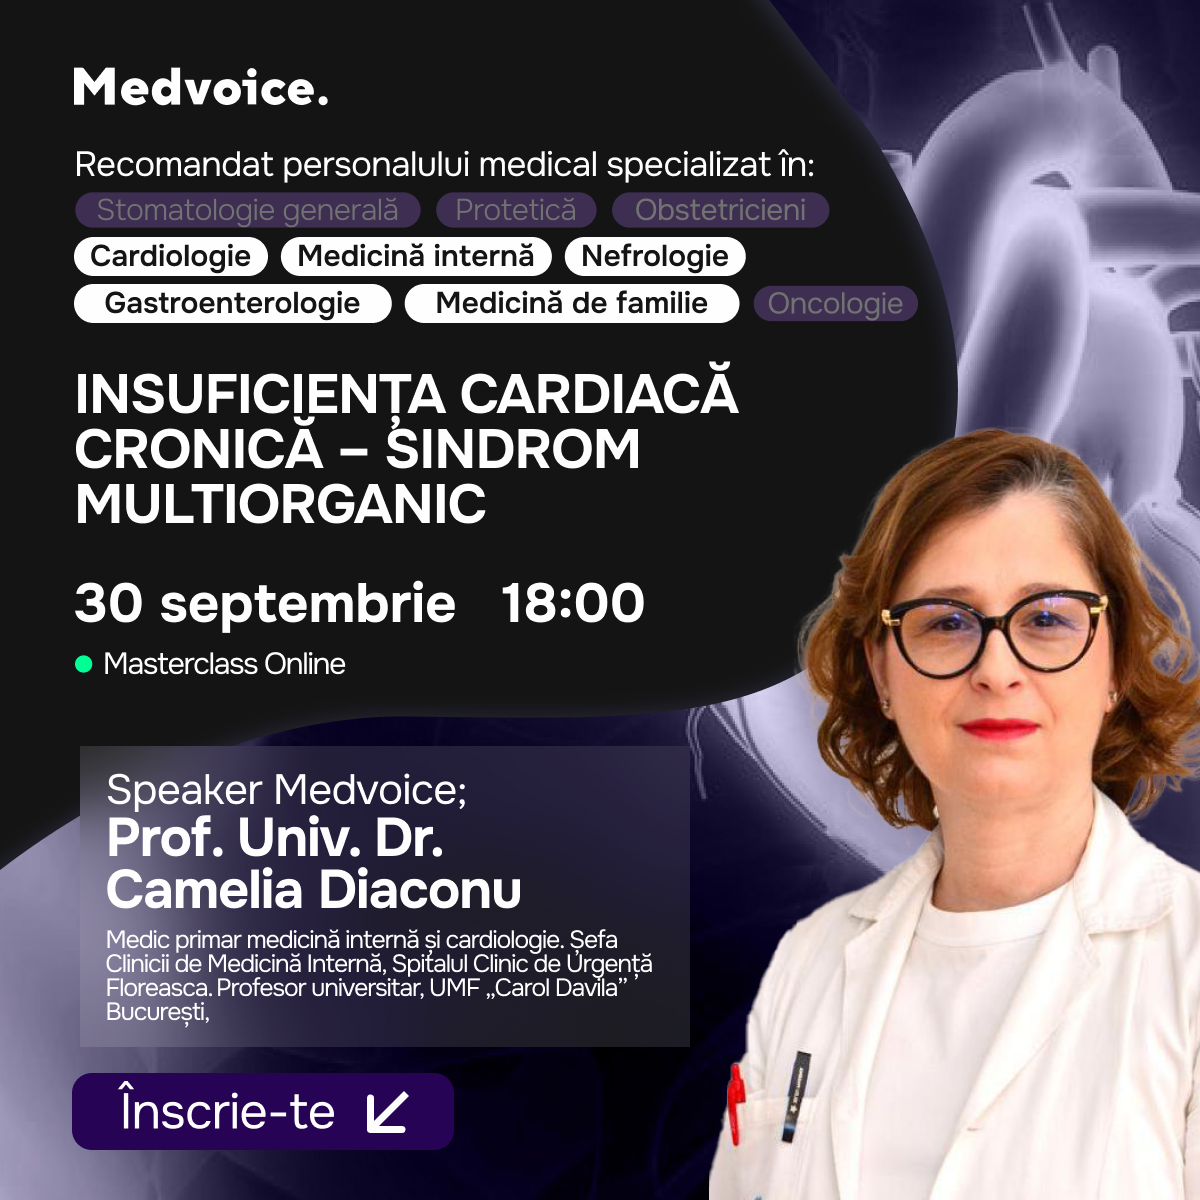 Medvoice.
Recomandat personalului medical specializat în:
Stomatologie generală Protetică Obstetricieni
Cardiologie Medicină internă Nefrologie
Gastroenterologie Medicină de familie Oncologie
INSUFICIENȚA CARDIACĂ
CRONICĂ – SINDROM
MULTIORGANIC
30 septembrie 18:00
Masterclass Online
Speaker Medvoice;
Prof. Univ. Dr.
Camelia Diaconu
Medic primar medicină internă și cardiologie. Șefa
Clinicii de Medicină Internă, Spitalul Clinic de Urgență
Floreasca. Profesor universitar, UMF „Carol Davila”
București,
Înscrie-te